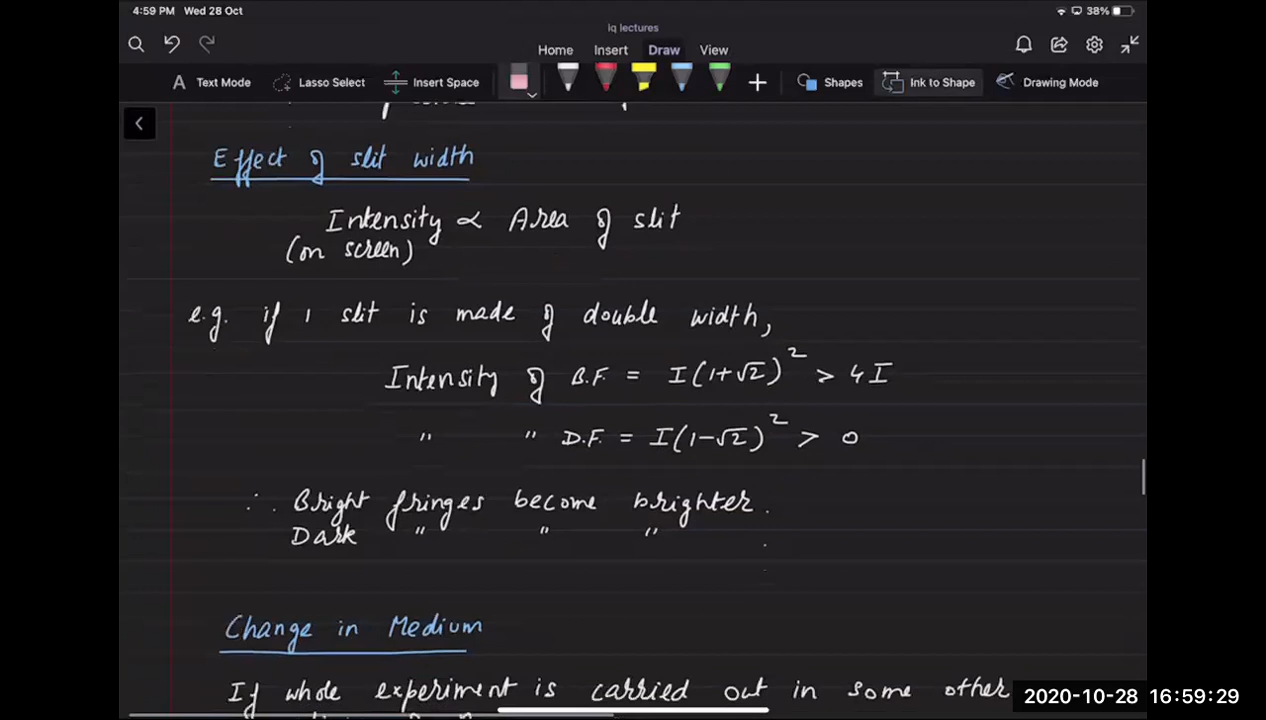 4:59 PM Wed 28 Oct
38%
iq lectures
Home Insert Draw View
Text Mode Lasso Select Insert Space Shapes Ink to Shape Drawing Mode
Effect of slit width
Intensity ∝ Area of slit
(on screen)
e.g. if 1 slit is made of double width,
Intensity of B.F. = I(1+√2)² > 4I
" " D.F. = I(1-√2)² > 0
∴ Bright fringes become brighter.
Dark " " "
Change in Medium
If whole experiment is carried out in some other
2020-10-28 16:59:29